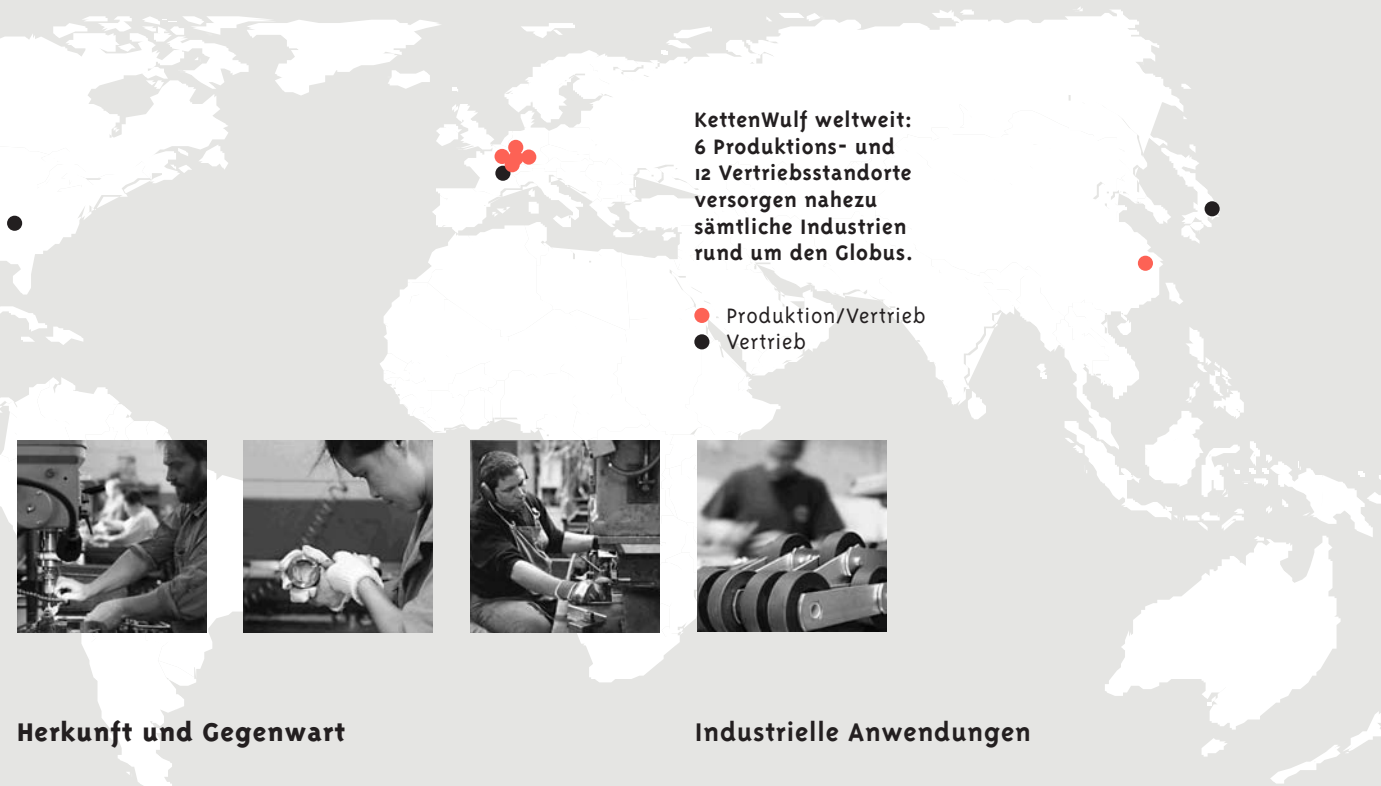 KettenWulf weltweit:
6 Produktions- und
12 Vertriebsstandorte
versorgen nahezu
sämtliche Industrien
rund um den Globus.
Produktion/Vertrieb
Vertrieb
Herkunft und Gegenwart
Industrielle Anwendungen